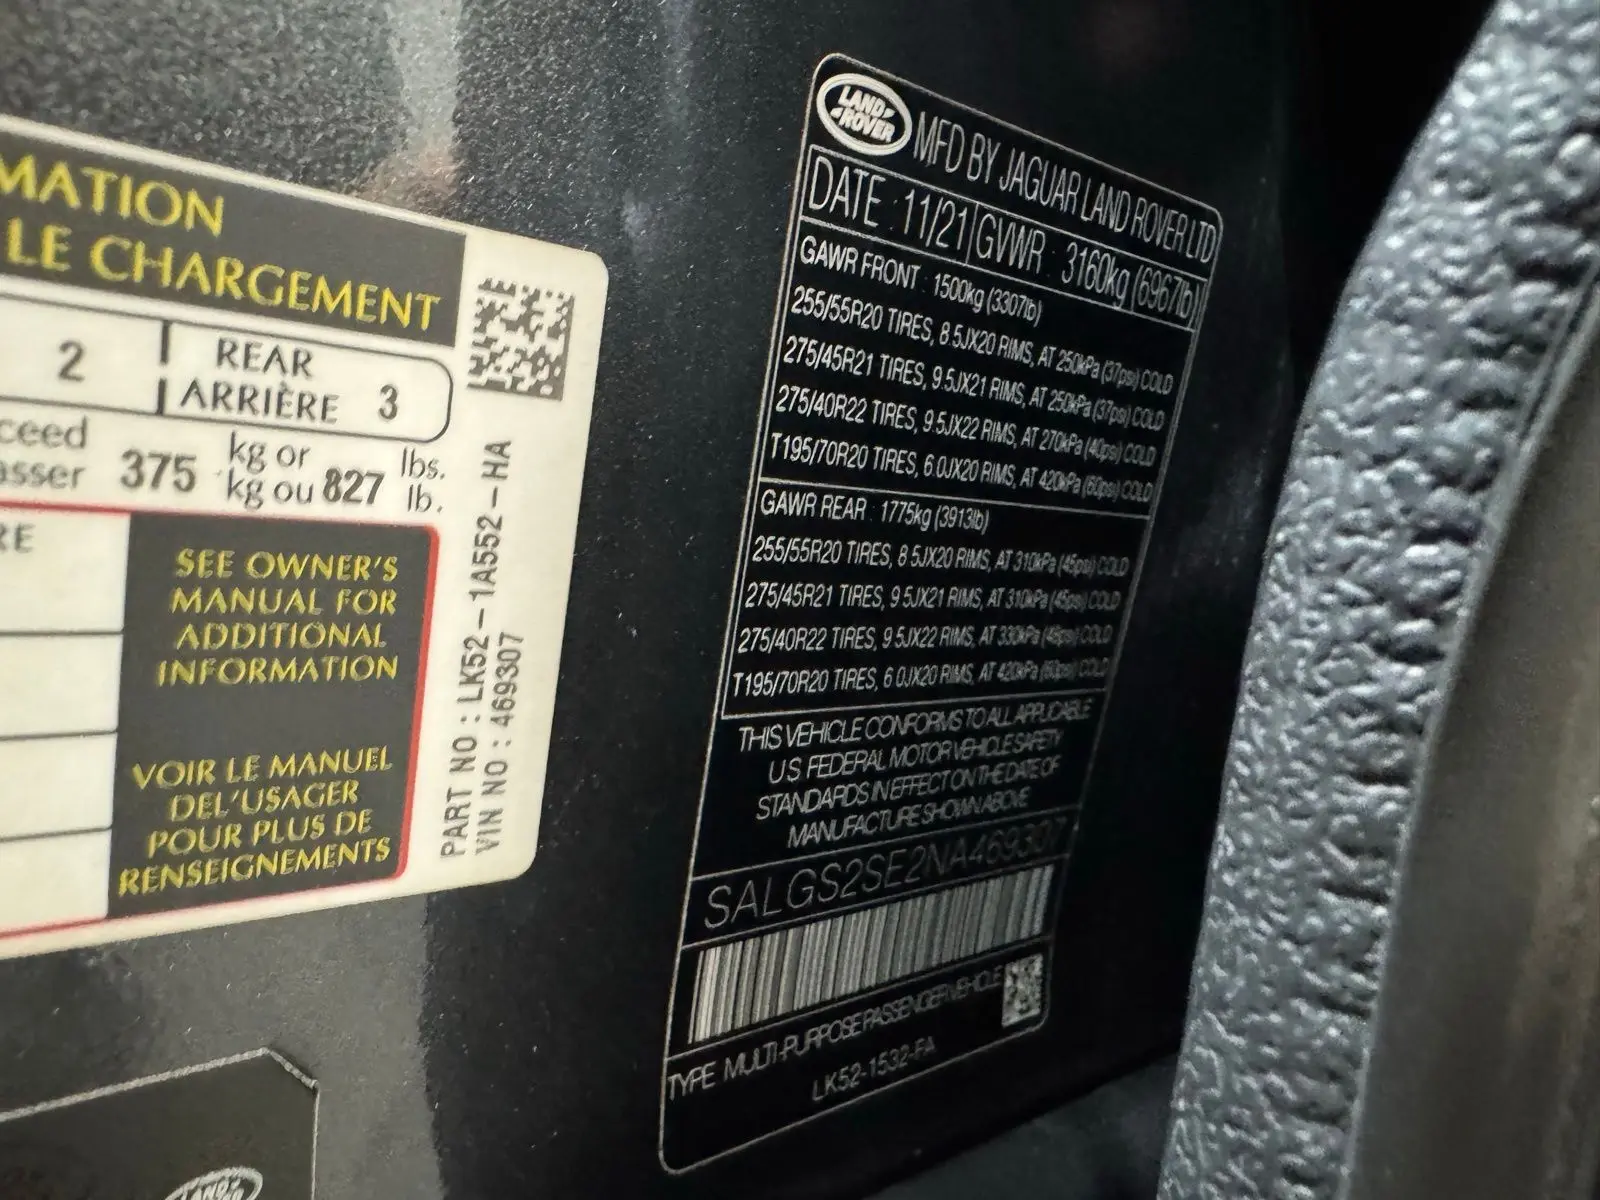 MATION
LE CHARGEMENT
2
REAR
ARRIÈRE 3
ceed
asser 375 kg or
kg ou 827 lbs.
lb.
RE
SEE OWNER'S
MANUAL FOR
ADDITIONAL
INFORMATION
VOIR LE MANUEL
DEL'USAGER
POUR PLUS DE
RENSEIGNEMENTS
PART NO : LK52-1A552-HA
VIN NO : 469307
LAND
ROVER
MFD BY JAGUAR LAND ROVER LTD
DATE : 11/21 GVWR : 3160kg (6967lb)
GAWR FRONT : 1500kg (3307lb)
255/55R20 TIRES, 8.5JX20 RIMS, AT 250kPa (37psi) COLD
275/45R21 TIRES, 9.5JX21 RIMS, AT 250kPa (37psi) COLD
275/40R22 TIRES, 9.5JX22 RIMS, AT 270kPa (40psi) COLD
T195/70R20 TIRES, 6.0JX20 RIMS, AT 420kPa (60psi) COLD
GAWR REAR : 1775kg (3913lb)
255/55R20 TIRES, 8.5JX20 RIMS, AT 310kPa (45psi) COLD
275/45R21 TIRES, 9.5JX21 RIMS, AT 310kPa (45psi) COLD
275/40R22 TIRES, 9.5JX22 RIMS, AT 330kPa (48psi) COLD
T195/70R20 TIRES, 6.0JX20 RIMS, AT 420kPa (60psi) COLD
THIS VEHICLE CONFORMS TO ALL APPLICABLE
U.S. FEDERAL MOTOR VEHICLE SAFETY
STANDARDS IN EFFECT ON THE DATE OF
MANUFACTURE SHOWN ABOVE
SALGS2SE2NA469307
TYPE MULTI-PURPOSE PASSENGER VEHICLE
LK52-1532-FA
LAND
ROVER